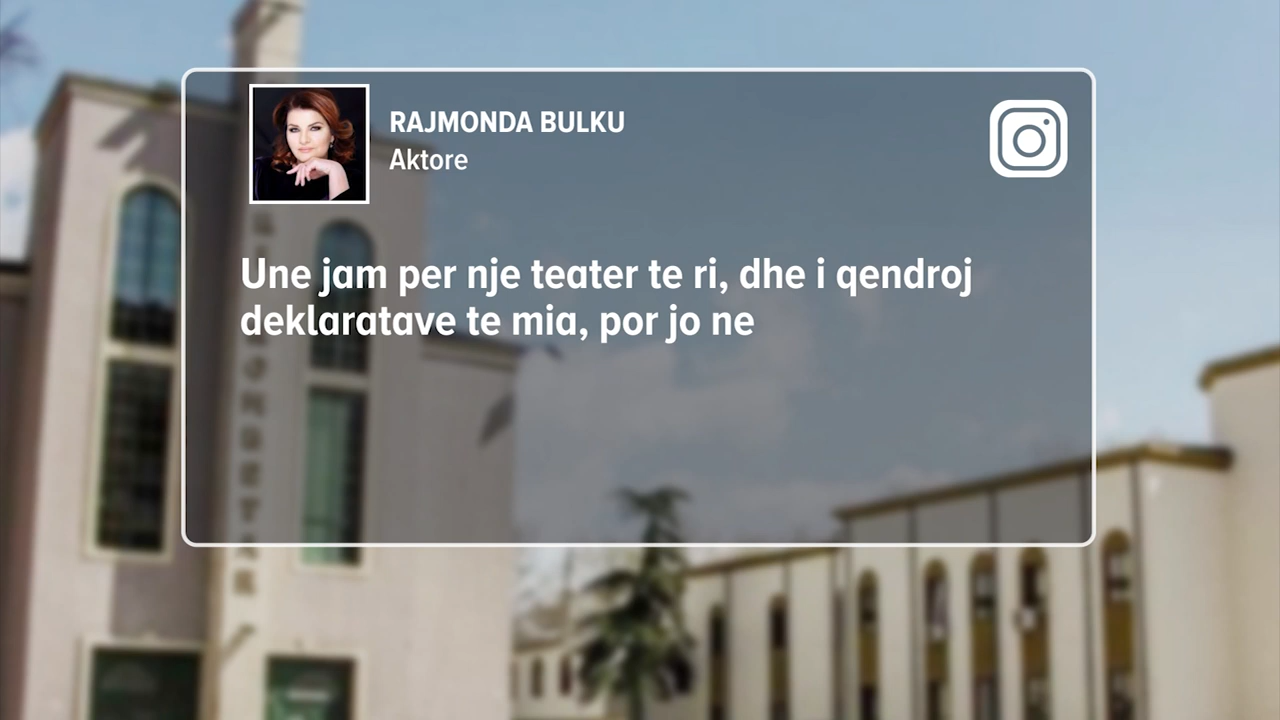 RAJMONDA BULKU
Aktore
Une jam per nje teater te ri, dhe i qendroj
deklaratave te mia, por jo ne